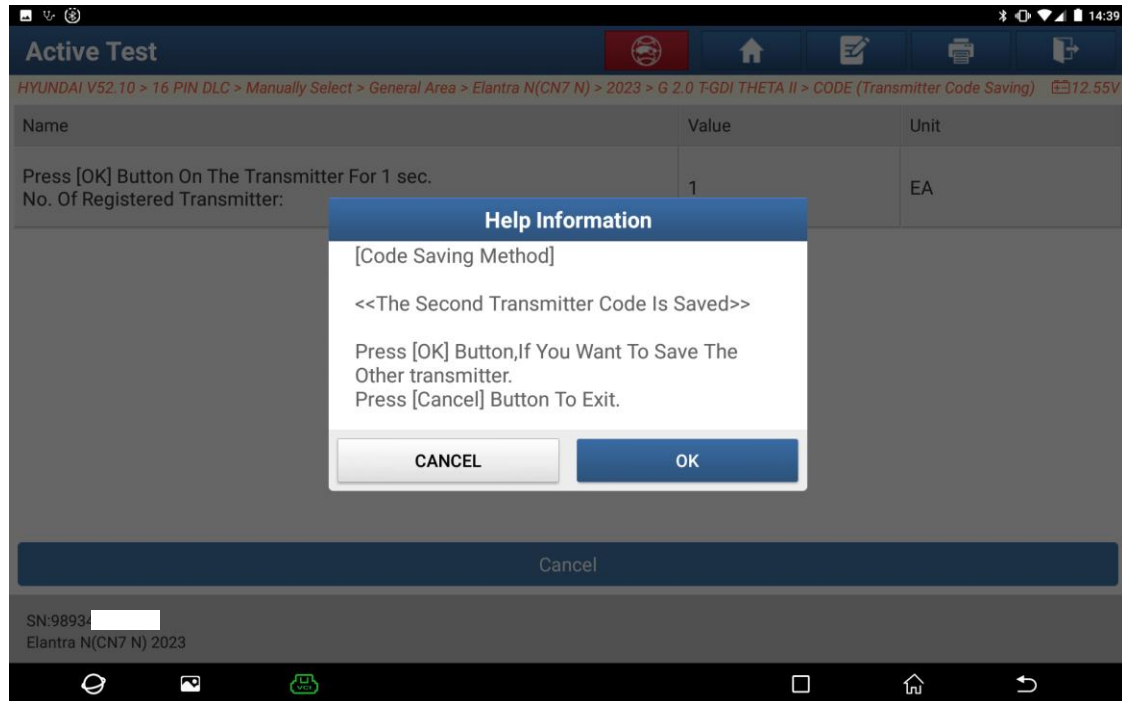 14:39
Active Test
HYUNDAI V52.10 > 16 PIN DLC > Manually Select > General Area > Elantra N(CN7 N) > 2023 > G 2.0 T-GDI THETA II > CODE (Transmitter Code Saving) 12.55V
Name Value Unit
Press [OK] Button On The Transmitter For 1 sec.
No. Of Registered Transmitter: 1 EA
Help Information
[Code Saving Method]
<<The Second Transmitter Code Is Saved>>
Press [OK] Button,If You Want To Save The
Other transmitter.
Press [Cancel] Button To Exit.
CANCEL OK
Cancel
SN:98934
Elantra N(CN7 N) 2023
VCI